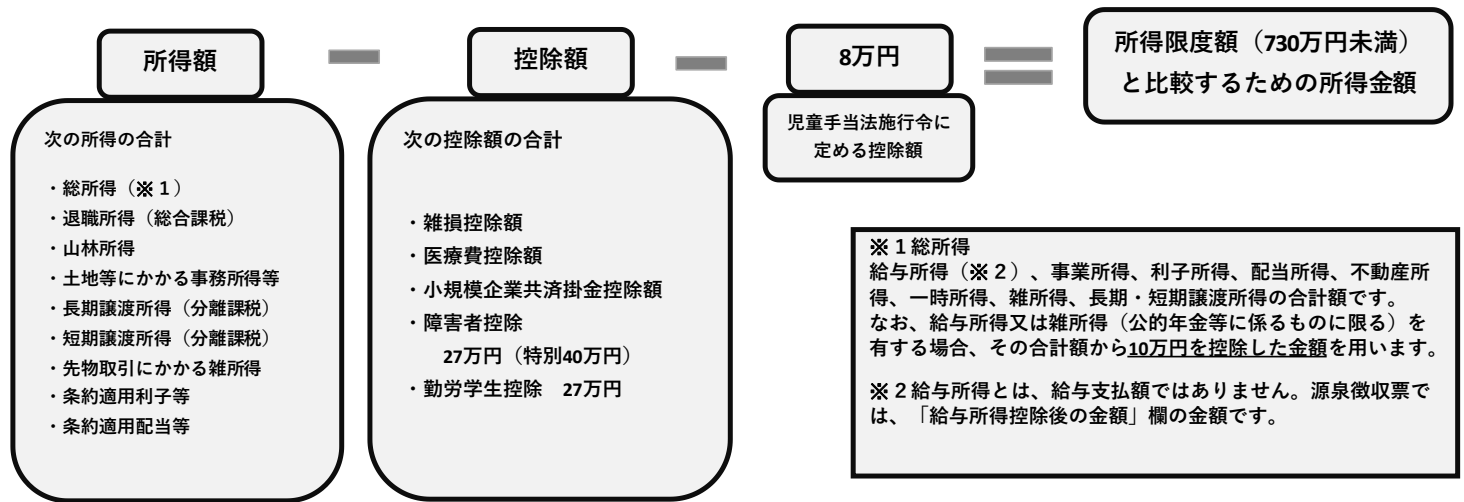 所得額
控除額
8万円
所得限度額（730万円未満）
と比較するための所得金額
児童手当法施行令に
定める控除額
次の所得の合計
・総所得（※１）
・退職所得（総合課税）
・山林所得
・土地等にかかる事務所得等
・長期譲渡所得（分離課税）
・短期譲渡所得（分離課税）
・先物取引にかかる雑所得
・条約適用利子等
・条約適用配当等
次の控除額の合計
・雑損控除額
・医療費控除額
・小規模企業共済掛金控除額
・障害者控除
27万円（特別40万円）
・勤労学生控除　27万円
※１総所得
給与所得（※２）、事業所得、利子所得、配当所得、不動産所
得、一時所得、雑所得、長期・短期譲渡所得の合計額です。
なお、給与所得又は雑所得（公的年金等に係るものに限る）を
有する場合、その合計額から10万円を控除した金額を用います。
※２給与所得とは、給与支払額ではありません。源泉徴収票で
は、「給与所得控除後の金額」欄の金額です。